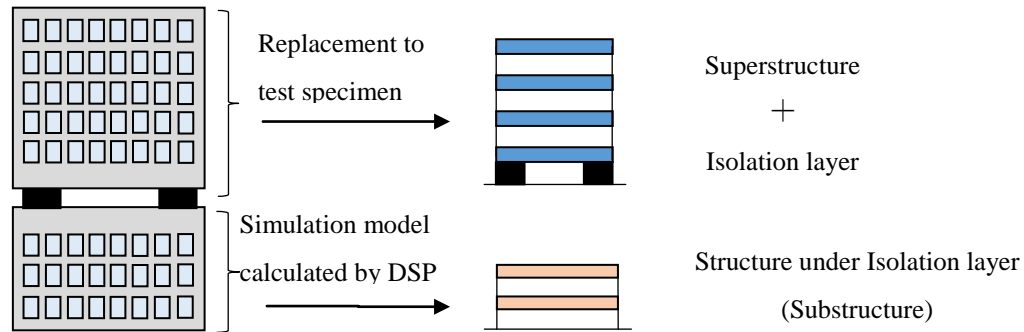 Replacement to
test specimen
Superstructure
+
Isolation layer
Simulation model
calculated by DSP
Structure under Isolation layer
(Substructure)